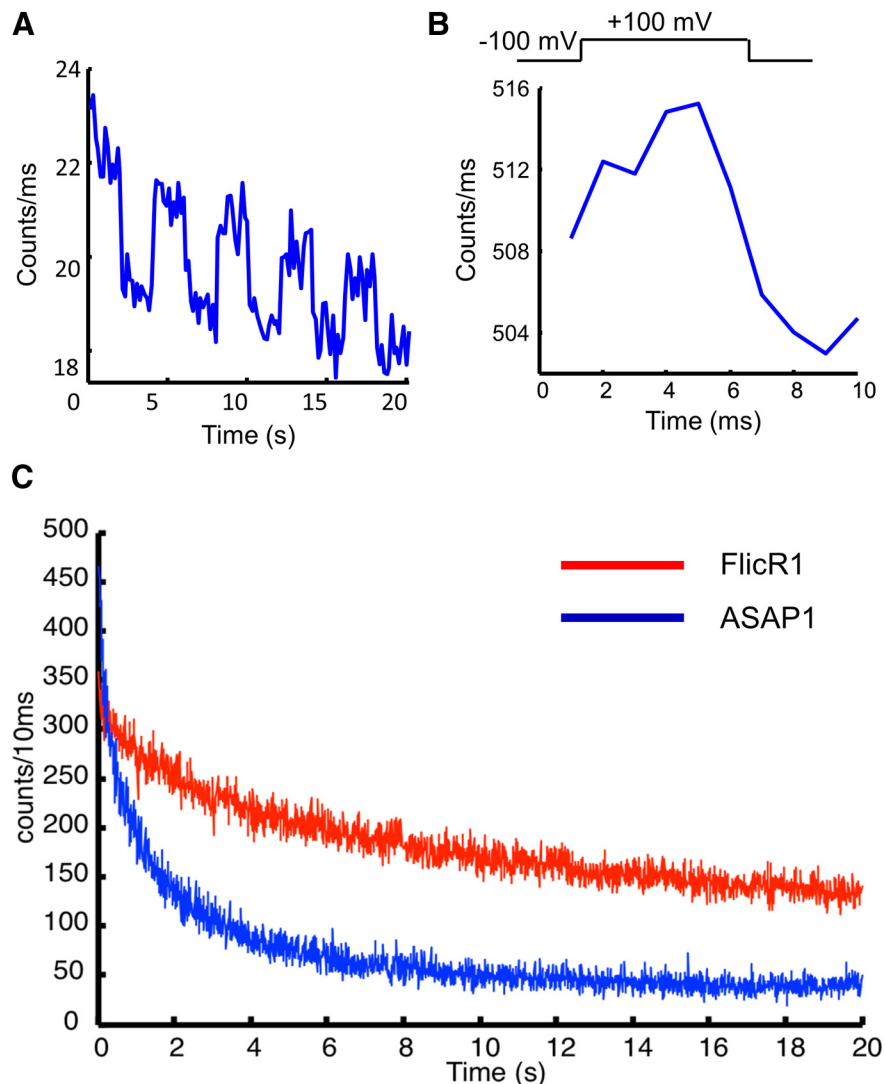 A
24
22
20
18
Counts/ms
0 5 10 15 20
Time (s)
B
-100 mV
+100 mV
516
512
508
504
Counts/ms
0 2 4 6 8 10
Time (ms)
C
500
450
400
350
300
250
200
150
100
50
0
counts/10ms
FlicR1
ASAP1
0 2 4 6 8 10 12 14 16 18 20
Time (s)